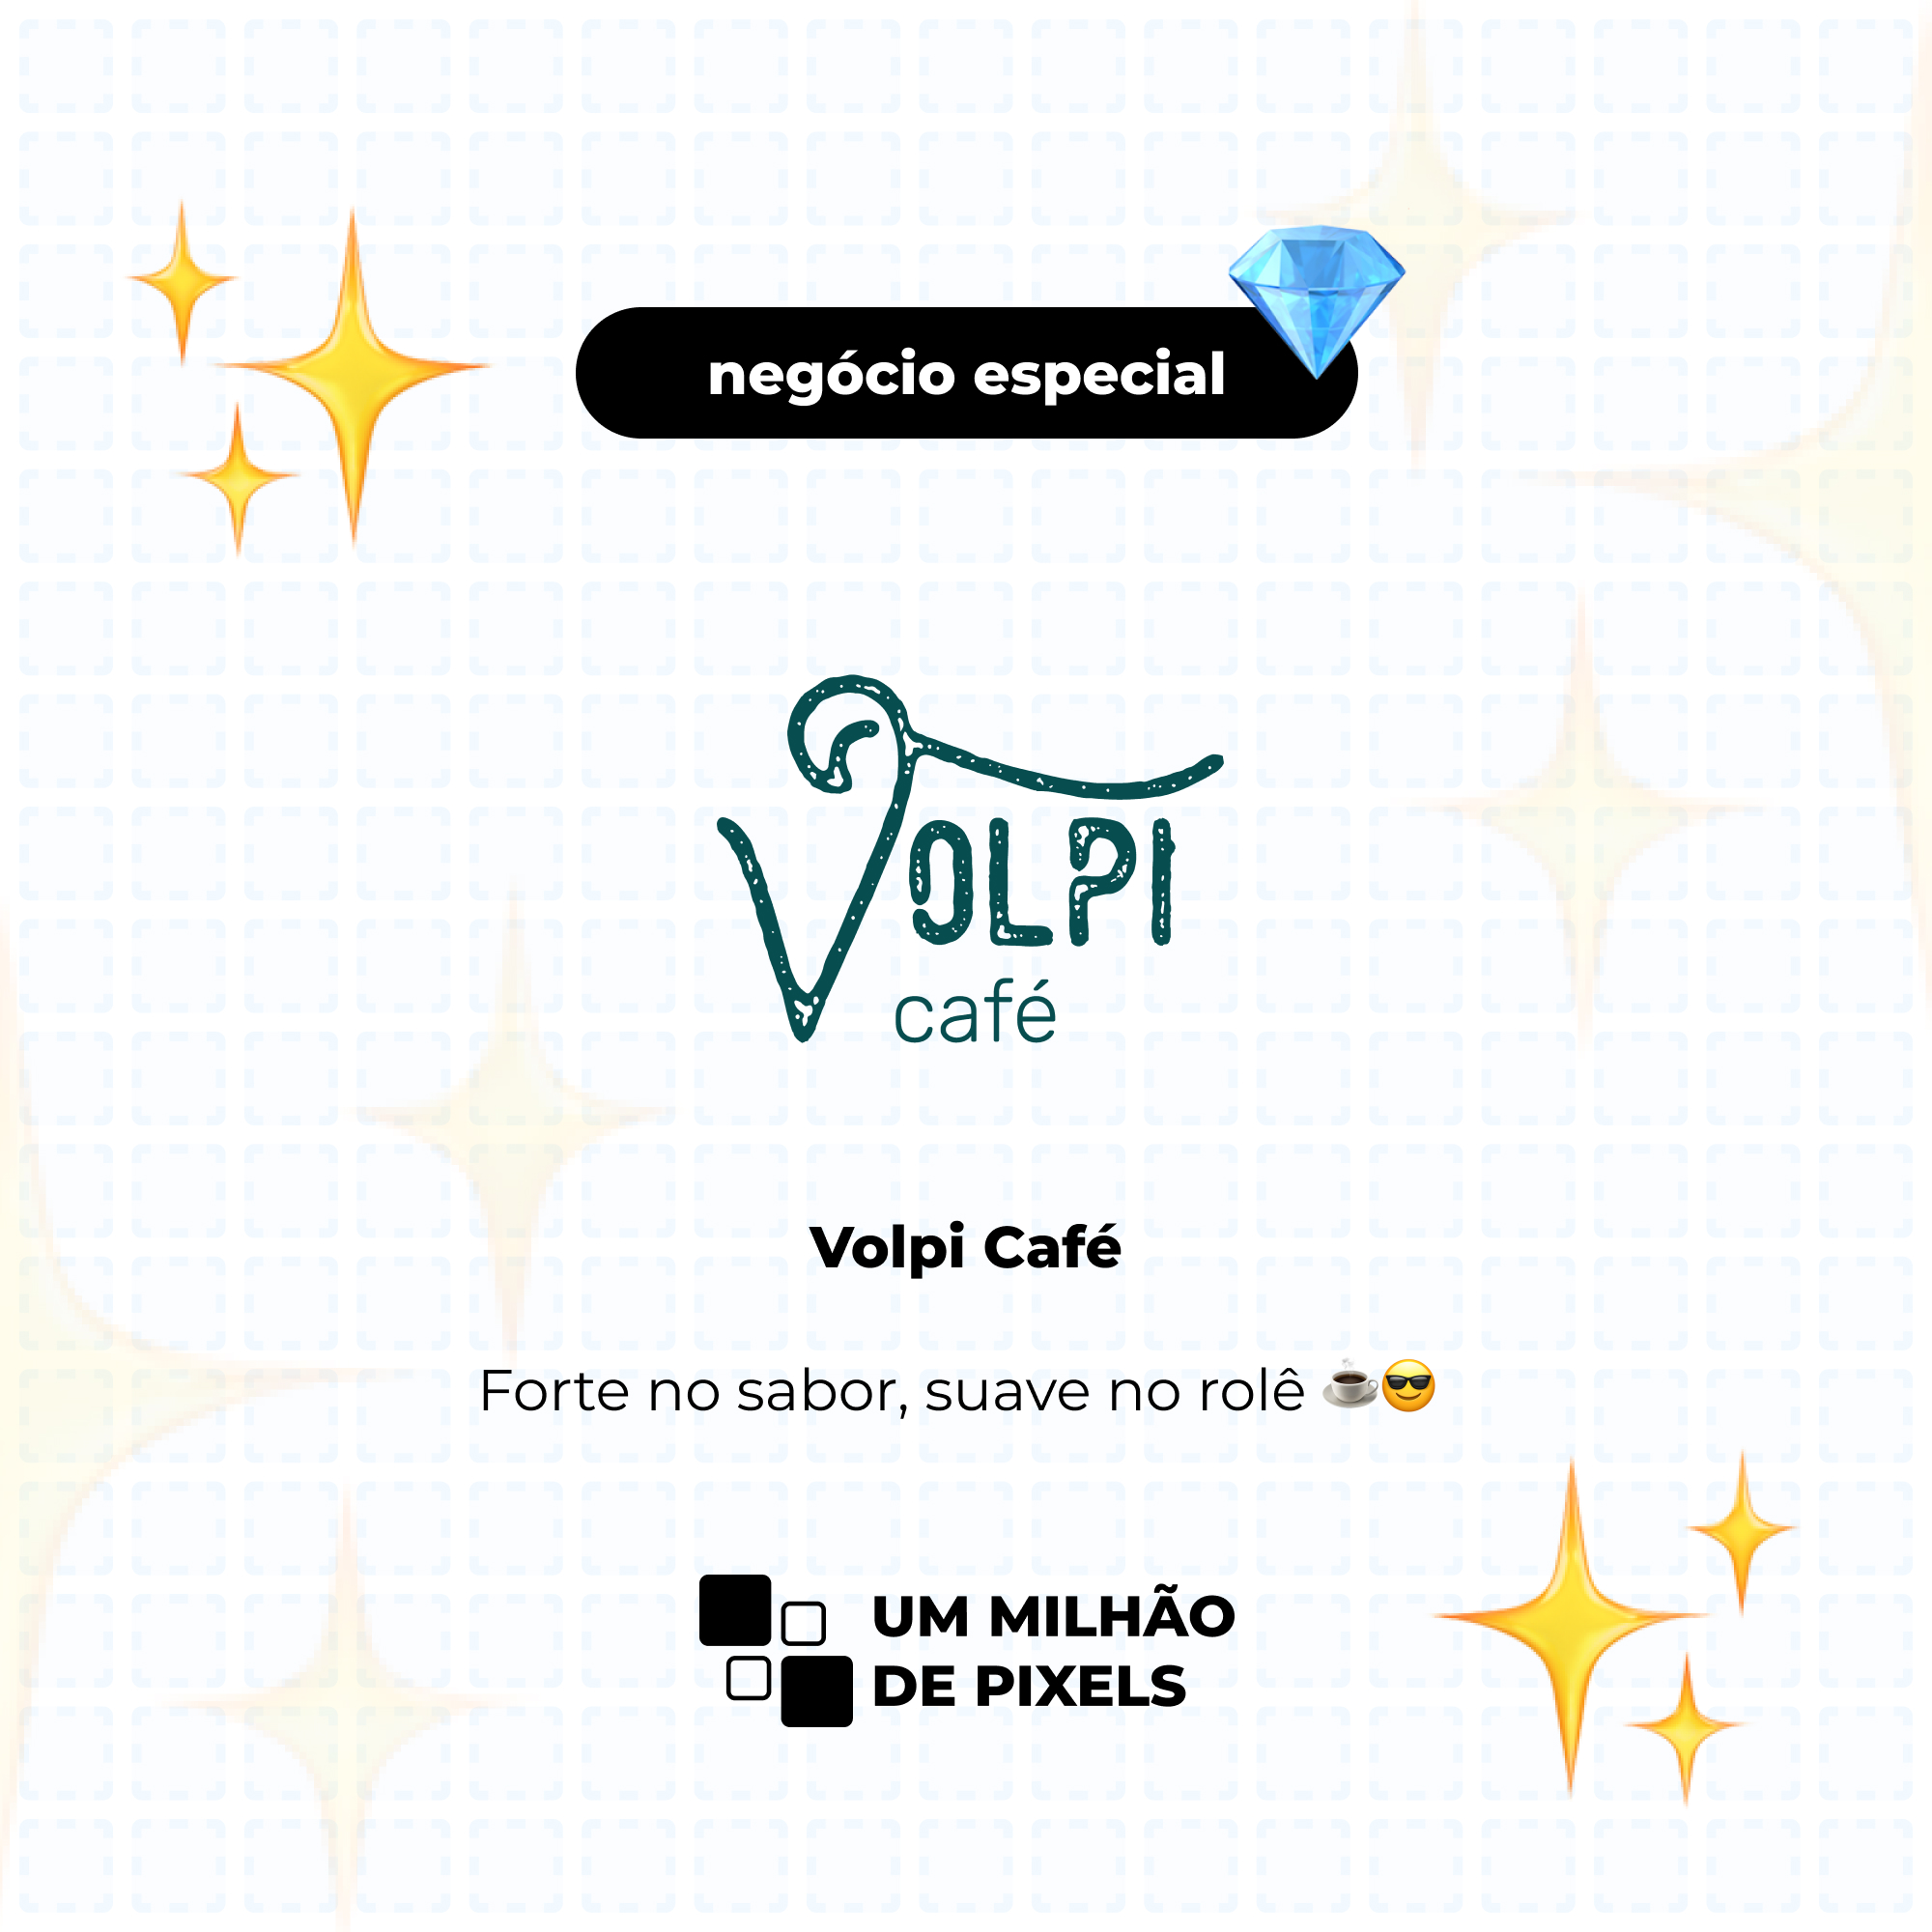 negócio especial
VOLPI
café
Volpi Café
Forte no sabor, suave no rolê ☕😎
UM MILHÃO
DE PIXELS